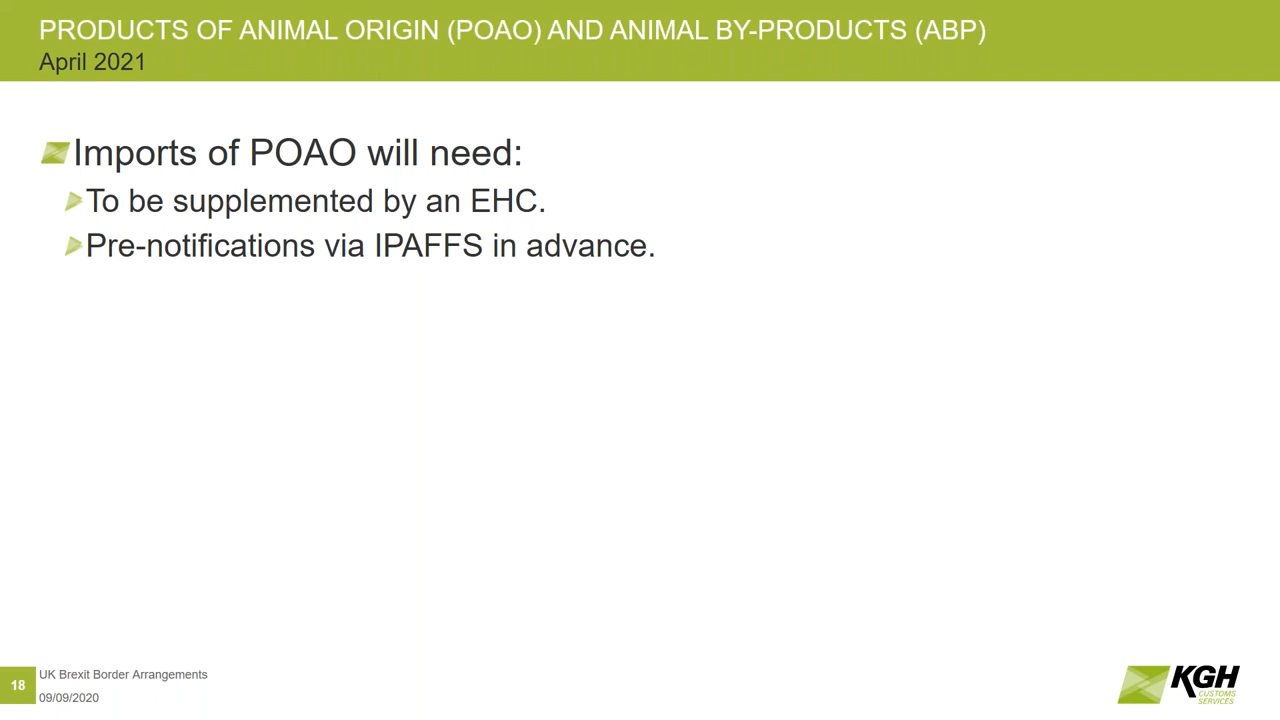 PRODUCTS OF ANIMAL ORIGIN (POAO) AND ANIMAL BY-PRODUCTS (ABP)
April 2021
Imports of POAO will need:
To be supplemented by an EHC.
Pre-notifications via IPAFFS in advance.
18
UK Brexit Border Arrangements
09/09/2020
KGH
CUSTOMS
SERVICES